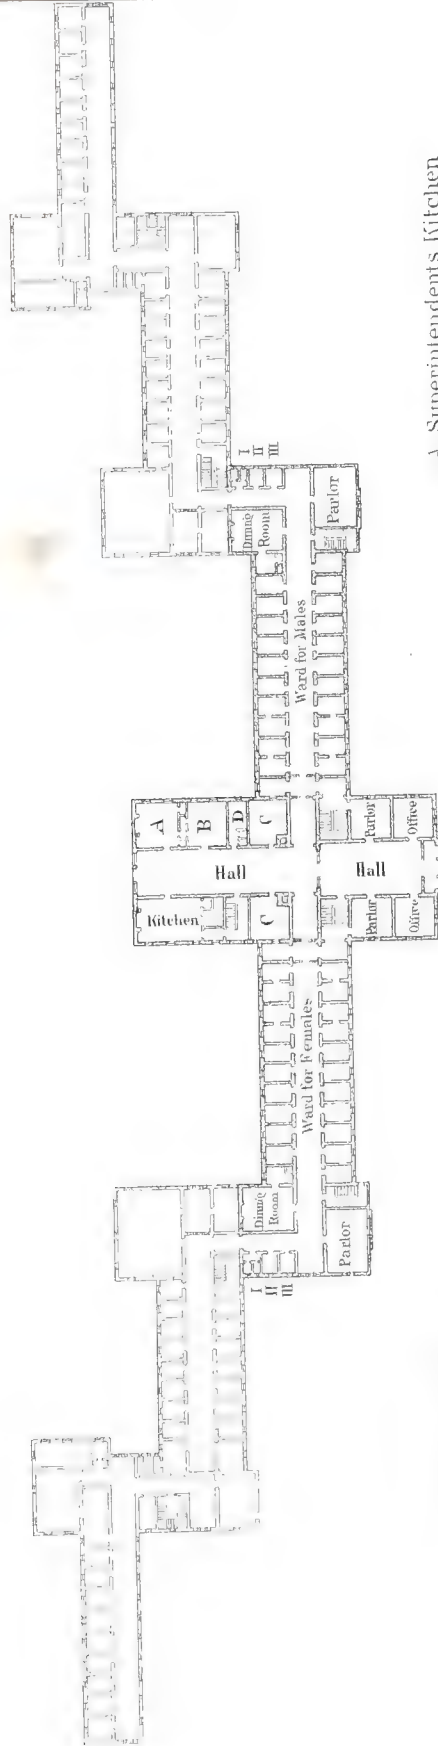 Kitchen
A
B
Hall
D
C
C
Dining
Room
Dining
Room
I
II
III
I
II
III
Ward for Females
Ward for Males
Parlor
Parlor
Hall
Parlor
Parlor
Office
Office
A Superintendents Kitchen